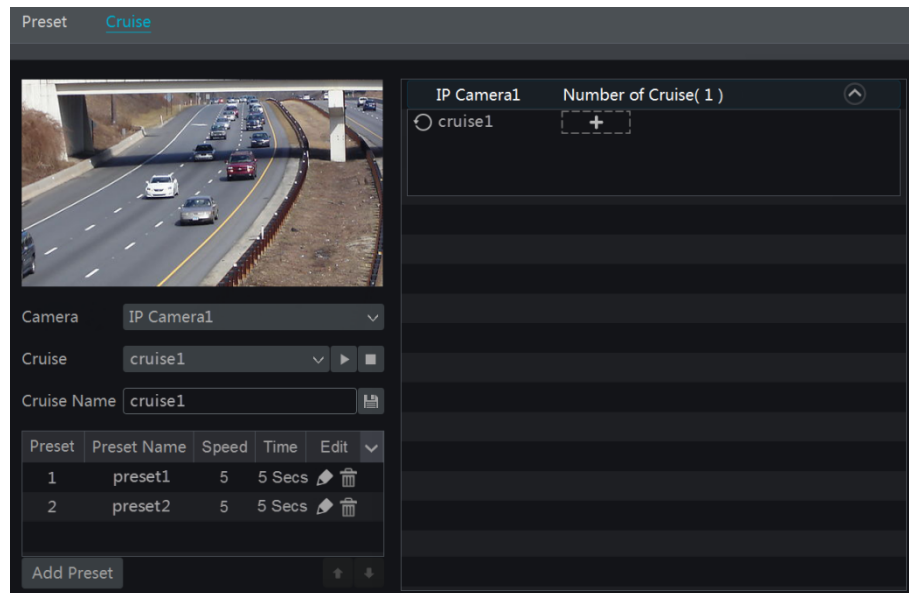 Preset Cruise
IP Camera1 Number of Cruise( 1 )
cruise1
Camera IP Camera1
Cruise cruise1
Cruise Name cruise1
Preset Preset Name Speed Time Edit
1 preset1 5 5 Secs
2 preset2 5 5 Secs
Add Preset